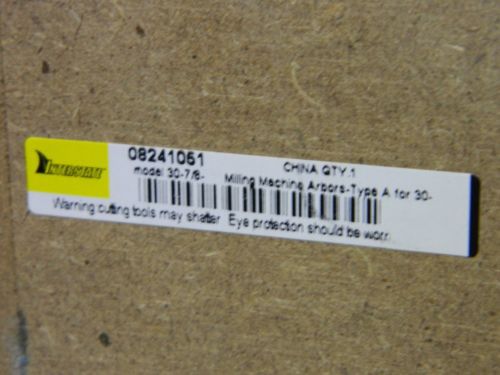 INTERSTATE
08241051 CHINA QTY.1
model 30-7/8- Milling Machine Arbors-Type A for 30-
Warning cutting tools may shatter. Eye protection should be worn.